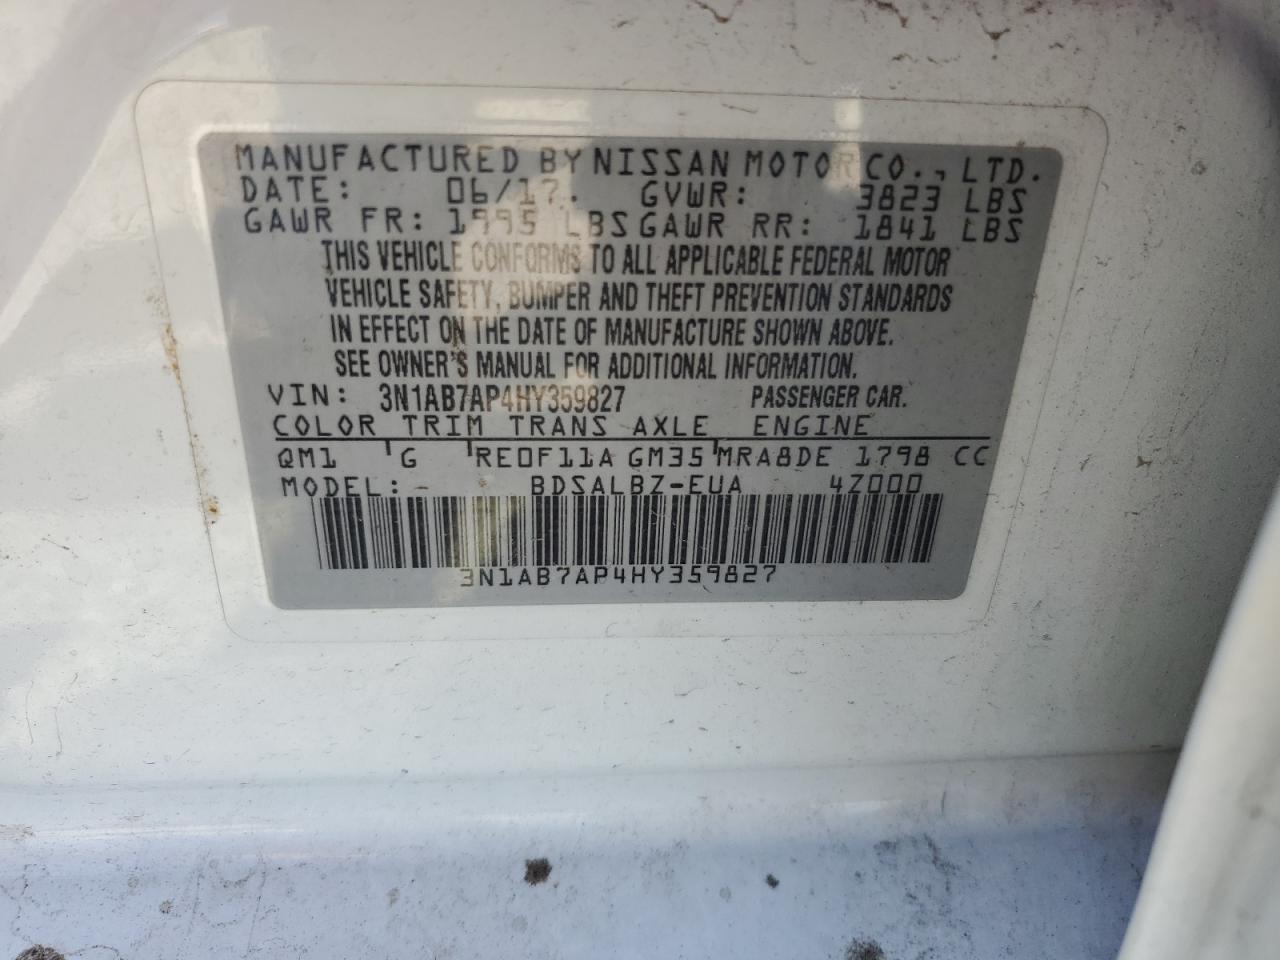 MANUFACTURED BY NISSAN MOTOR CO., LTD.
DATE: 06/17. GVWR: 3823 LBS
GAWR FR: 1995 LBS GAWR RR: 1841 LBS
THIS VEHICLE CONFORMS TO ALL APPLICABLE FEDERAL MOTOR
VEHICLE SAFETY, BUMPER AND THEFT PREVENTION STANDARDS
IN EFFECT ON THE DATE OF MANUFACTURE SHOWN ABOVE.
SEE OWNER'S MANUAL FOR ADDITIONAL INFORMATION.
VIN: 3N1AB7AP4HY359827 PASSENGER CAR.
COLOR TRIM TRANS AXLE ENGINE
QM1 G RE0F11A GM35 MRA8DE 1798 CC
MODEL: BDSALBZ-EUA 4Z000
3N1AB7AP4HY359827